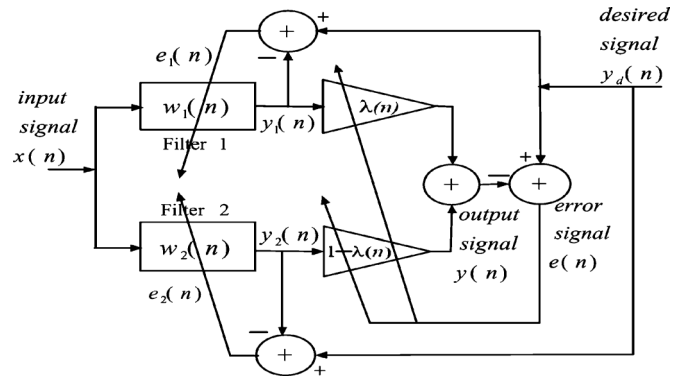 desired
signal
y_d(n)
+
+
−
e_1(n)
input
signal
x(n)
w_1(n)
y_1(n)
λ(n)
Filter 1
+
−
+
+
Filter 2
w_2(n)
y_2(n)
1−λ(n)
output
signal
y(n)
error
signal
e(n)
e_2(n)
−
+
+